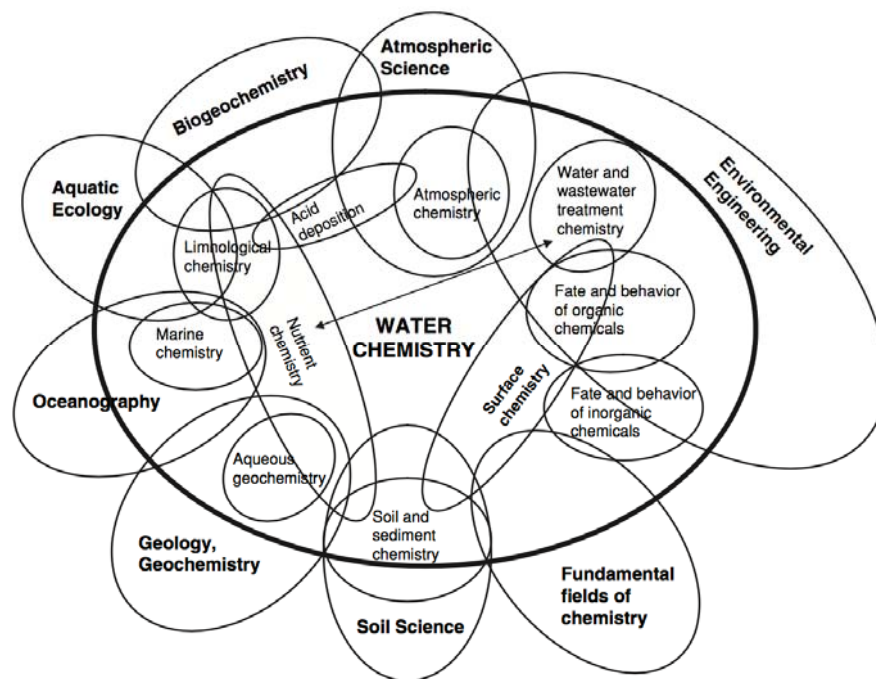 Atmospheric
Science
Biogeochemistry
Aquatic
Ecology
Environmental
Engineering
Water and
wastewater
treatment
chemistry
Acid
deposition
Atmospheric
chemistry
Limnological
chemistry
Fate and behavior
of organic
chemicals
Nutrient
chemistry
WATER
CHEMISTRY
Marine
chemistry
Surface
chemistry
Oceanography
Fate and behavior
of inorganic
chemicals
Aqueous
geochemistry
Soil and
sediment
chemistry
Geology,
Geochemistry
Fundamental
fields of
chemistry
Soil Science